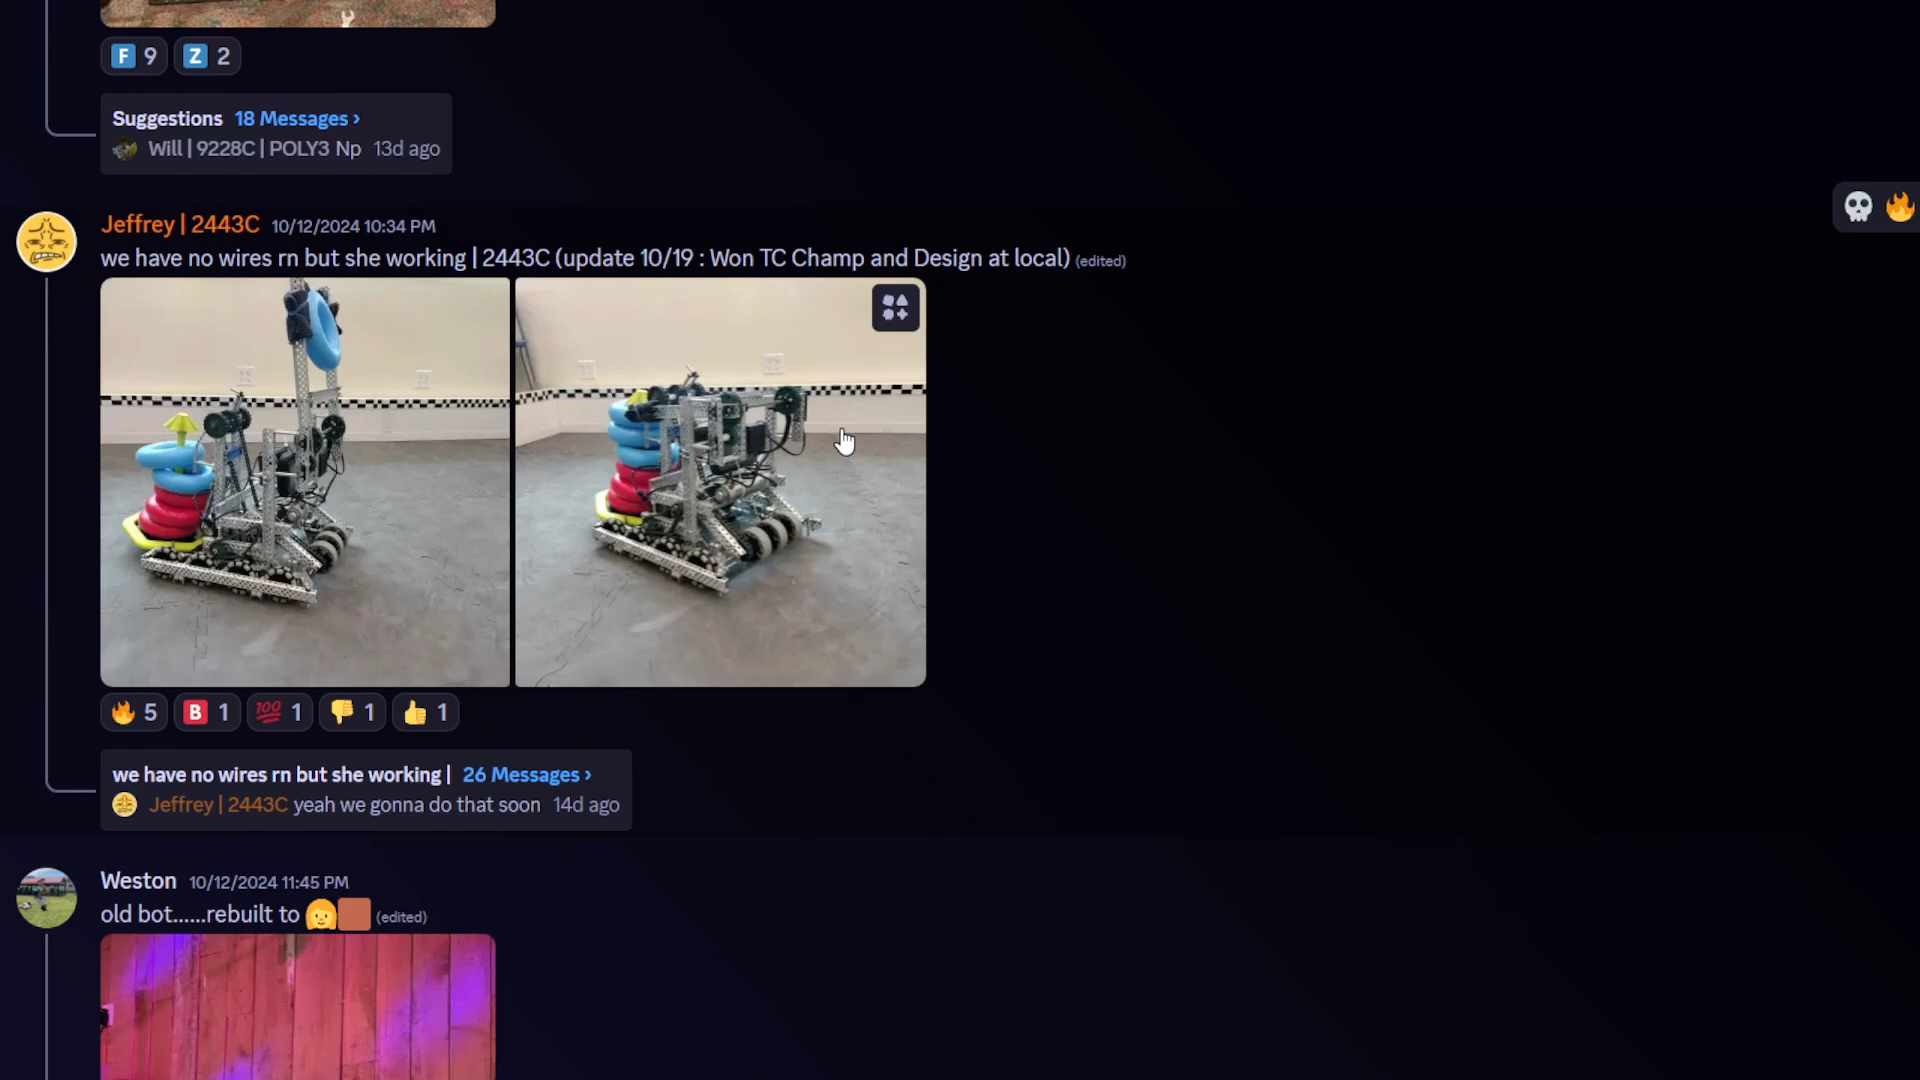 F 9 Z 2
Suggestions 18 Messages ›
Will | 9228C | POLY3 Np 13d ago
Jeffrey | 2443C 10/12/2024 10:34 PM
we have no wires rn but she working | 2443C (update 10/19 : Won TC Champ and Design at local) (edited)
5 B 1 100 1 1 1
we have no wires rn but she working | 26 Messages ›
Jeffrey | 2443C yeah we gonna do that soon 14d ago
Weston 10/12/2024 11:45 PM
old bot......rebuilt to (edited)